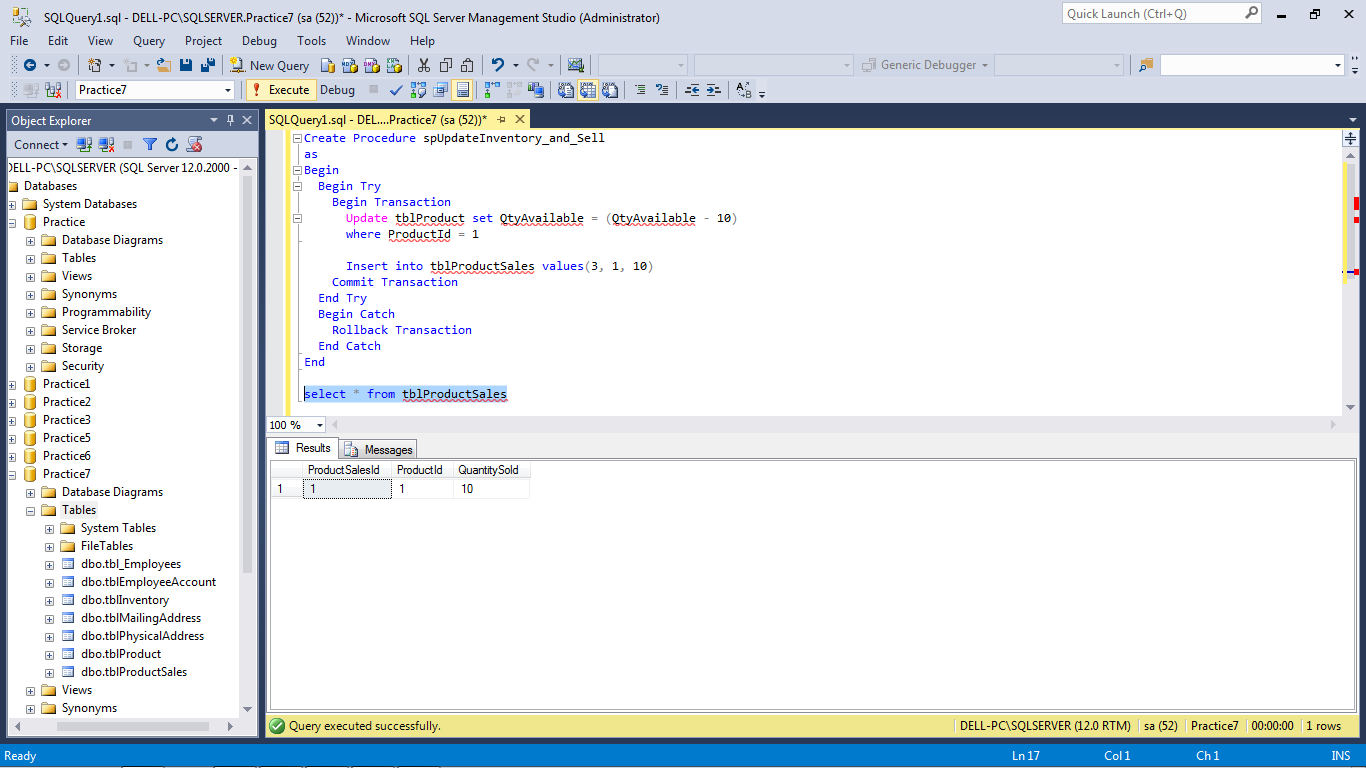 SQLQuery1.sql - DELL-PC\SQLSERVER.Practice7 (sa (52))* - Microsoft SQL Server Management Studio (Administrator)
Quick Launch (Ctrl+Q)
File Edit View Query Project Debug Tools Window Help
New Query
Generic Debugger
Practice7
Execute
Debug
Object Explorer
Connect
DELL-PC\SQLSERVER (SQL Server 12.0.2000 -
Databases
System Databases
Practice
Database Diagrams
Tables
Views
Synonyms
Programmability
Service Broker
Storage
Security
Practice1
Practice2
Practice3
Practice5
Practice6
Practice7
Database Diagrams
Tables
System Tables
FileTables
dbo.tbl_Employees
dbo.tblEmployeeAccount
dbo.tblInventory
dbo.tblMailingAddress
dbo.tblPhysicalAddress
dbo.tblProduct
dbo.tblProductSales
Views
Synonyms
SQLQuery1.sql - DEL....Practice7 (sa (52))*
Create Procedure spUpdateInventory_and_Sell
as
Begin
Begin Try
Begin Transaction
Update tblProduct set QtyAvailable = (QtyAvailable - 10)
where ProductId = 1
Insert into tblProductSales values(3, 1, 10)
Commit Transaction
End Try
Begin Catch
Rollback Transaction
End Catch
End
select * from tblProductSales
100 %
Results Messages
ProductSalesId ProductId QuantitySold
1 1 1 10
Query executed successfully.
DELL-PC\SQLSERVER (12.0 RTM) sa (52) Practice7 00:00:00 1 rows
Ready
Ln 17 Col 1 Ch 1 INS